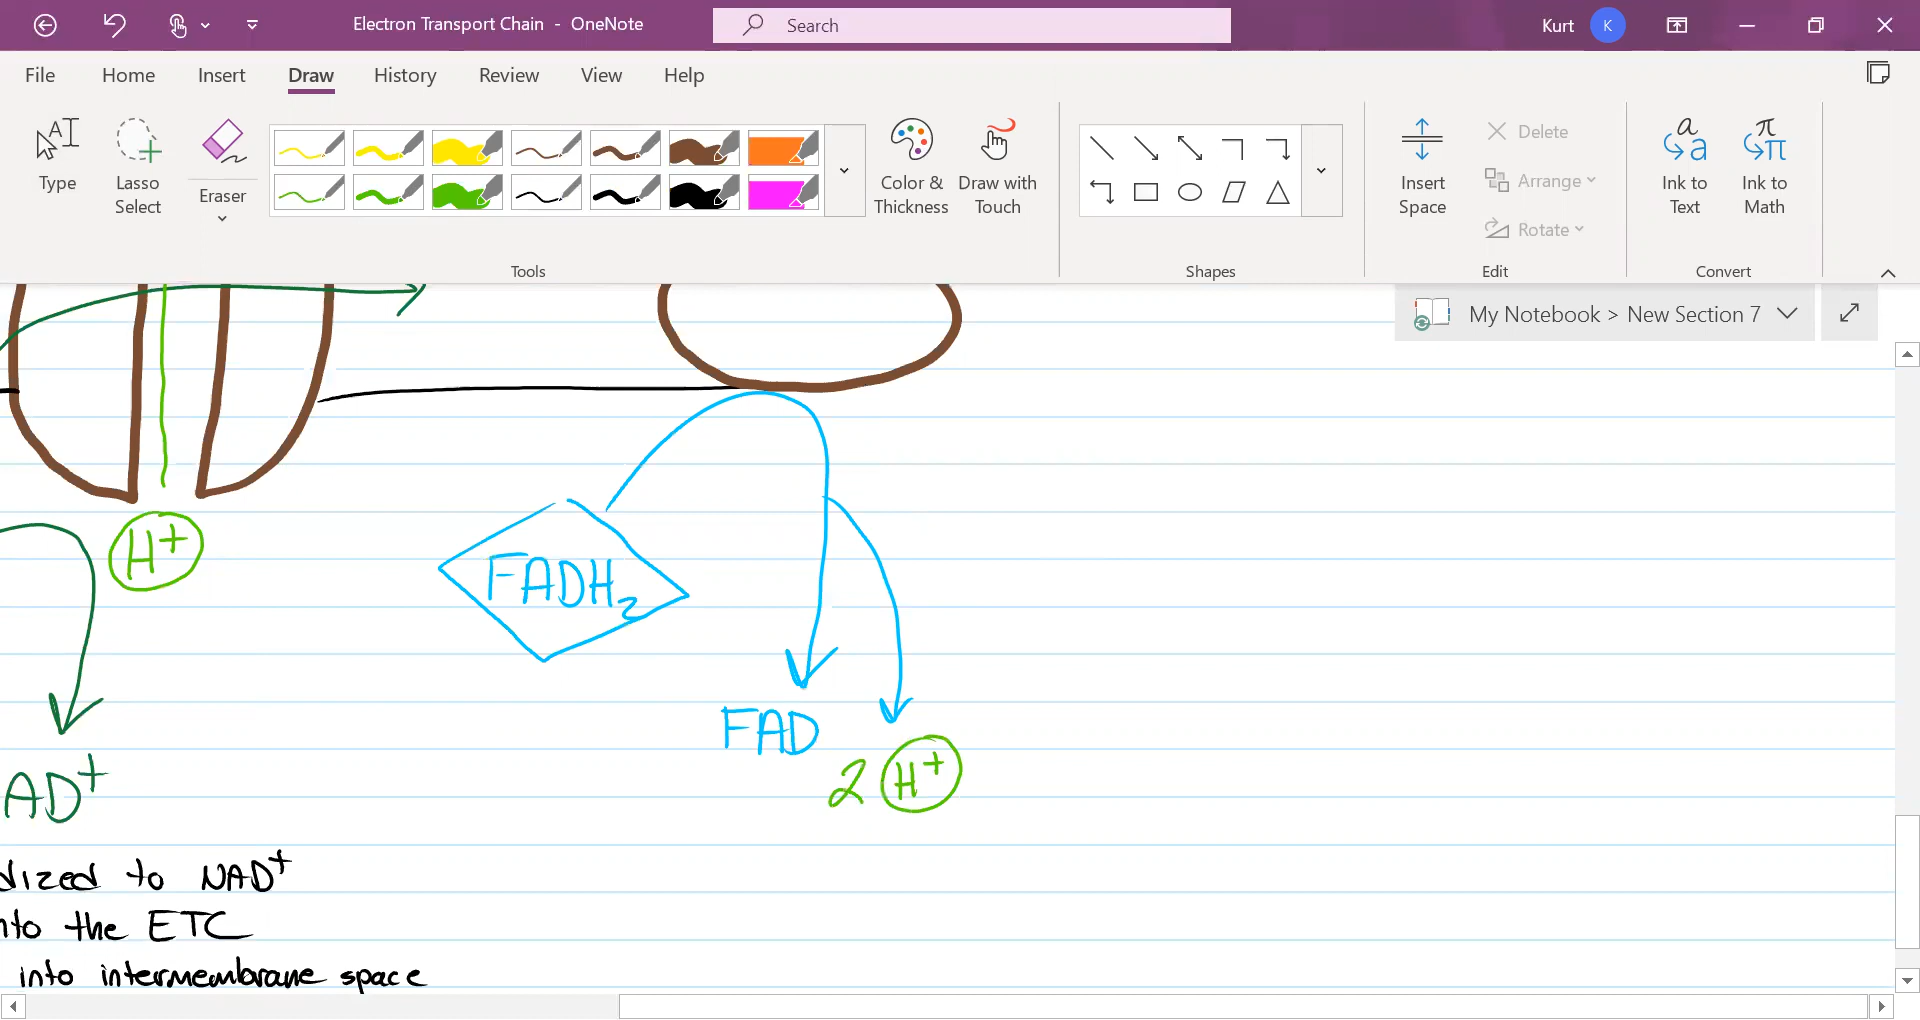 Electron Transport Chain - OneNote
Search
Kurt
K
File Home Insert Draw History Review View Help
Type
Lasso Select
Eraser
Color & Thickness
Draw with Touch
Insert Space
Delete
Arrange
Rotate
Ink to Text
Ink to Math
Tools
Shapes
Edit
Convert
My Notebook > New Section 7
H+
FADH2
FAD
2 H+
AD+
dized to NAD+
nto the ETC
into intermembrane space